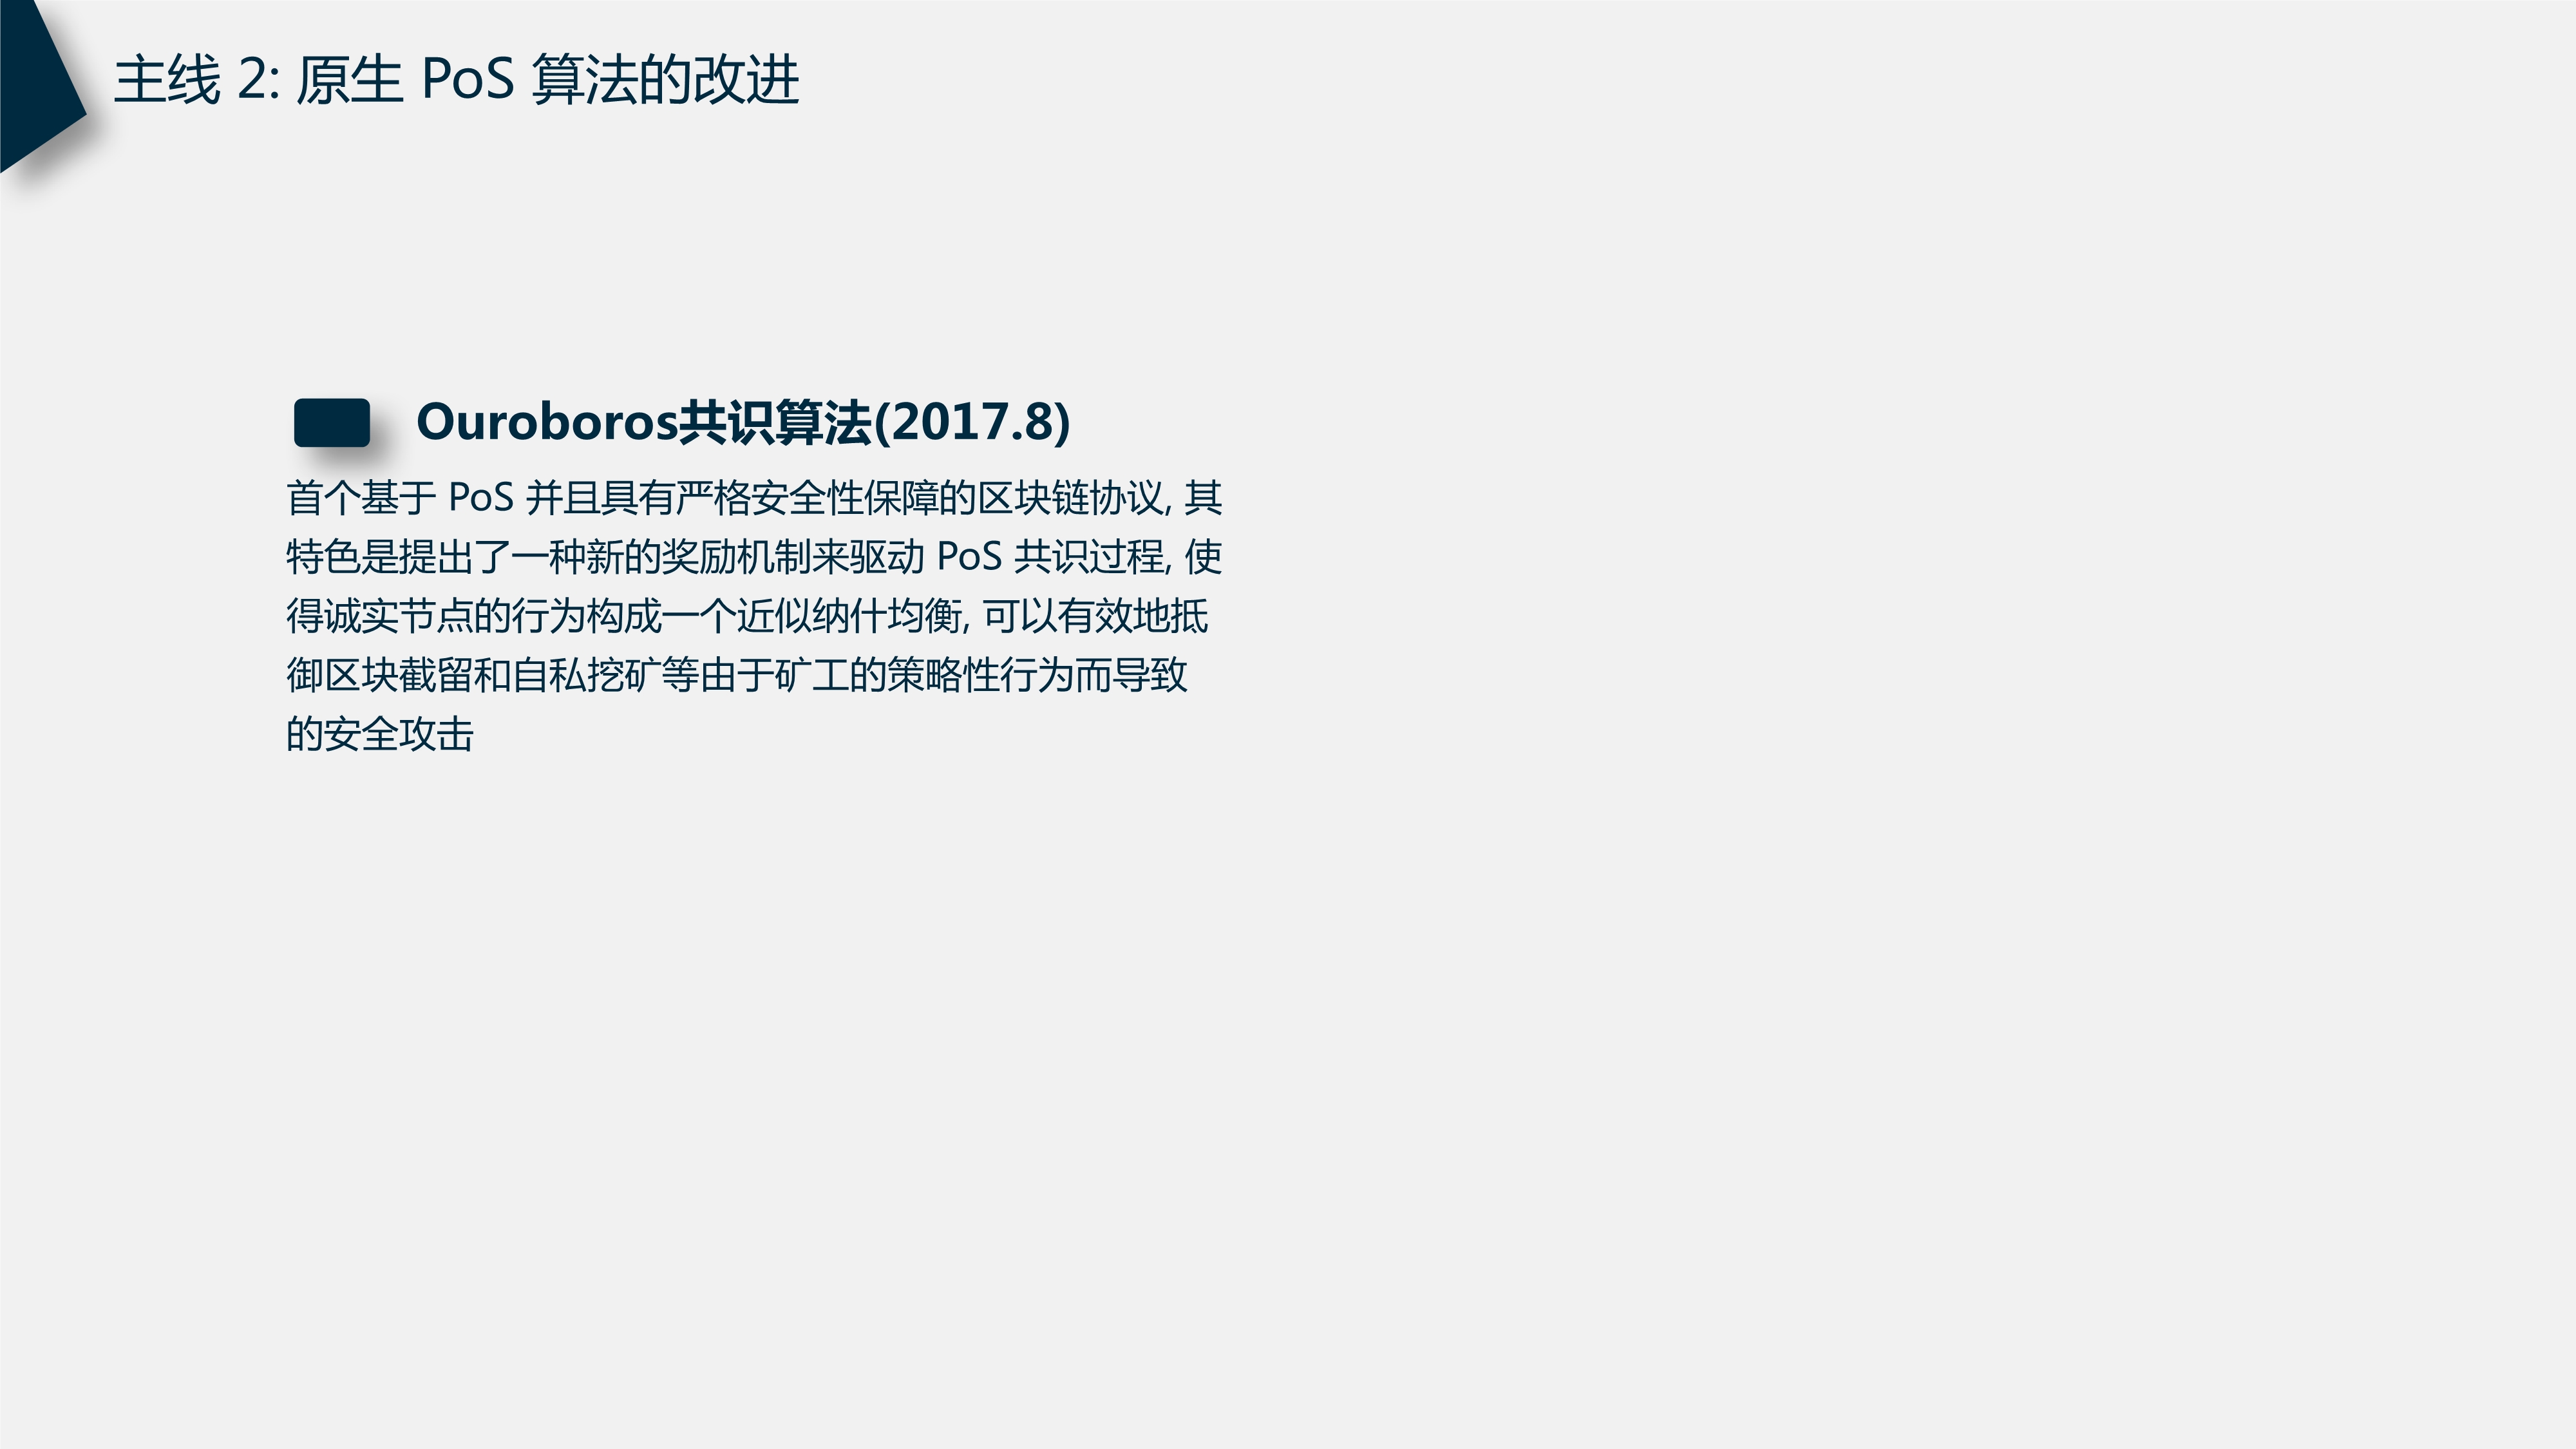 主线 2: 原生 PoS 算法的改进
Ouroboros共识算法(2017.8)
首个基于 PoS 并且具有严格安全性保障的区块链协议, 其
特色是提出了一种新的奖励机制来驱动 PoS 共识过程, 使
得诚实节点的行为构成一个近似纳什均衡, 可以有效地抵
御区块截留和自私挖矿等由于矿工的策略性行为而导致
的安全攻击